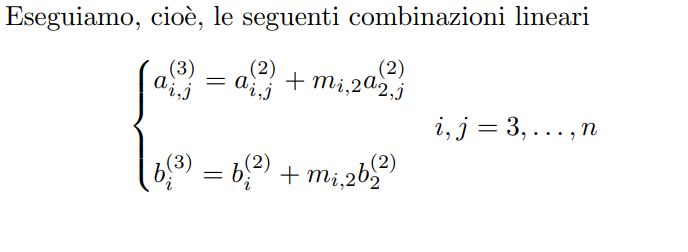 Eseguiamo, cioè, le seguenti combinazioni lineari
a_{i,j}^{(3)} = a_{i,j}^{(2)} + m_{i,2}a_{2,j}^{(2)}
i, j = 3, . . . , n
b_i^{(3)} = b_i^{(2)} + m_{i,2}b_2^{(2)}